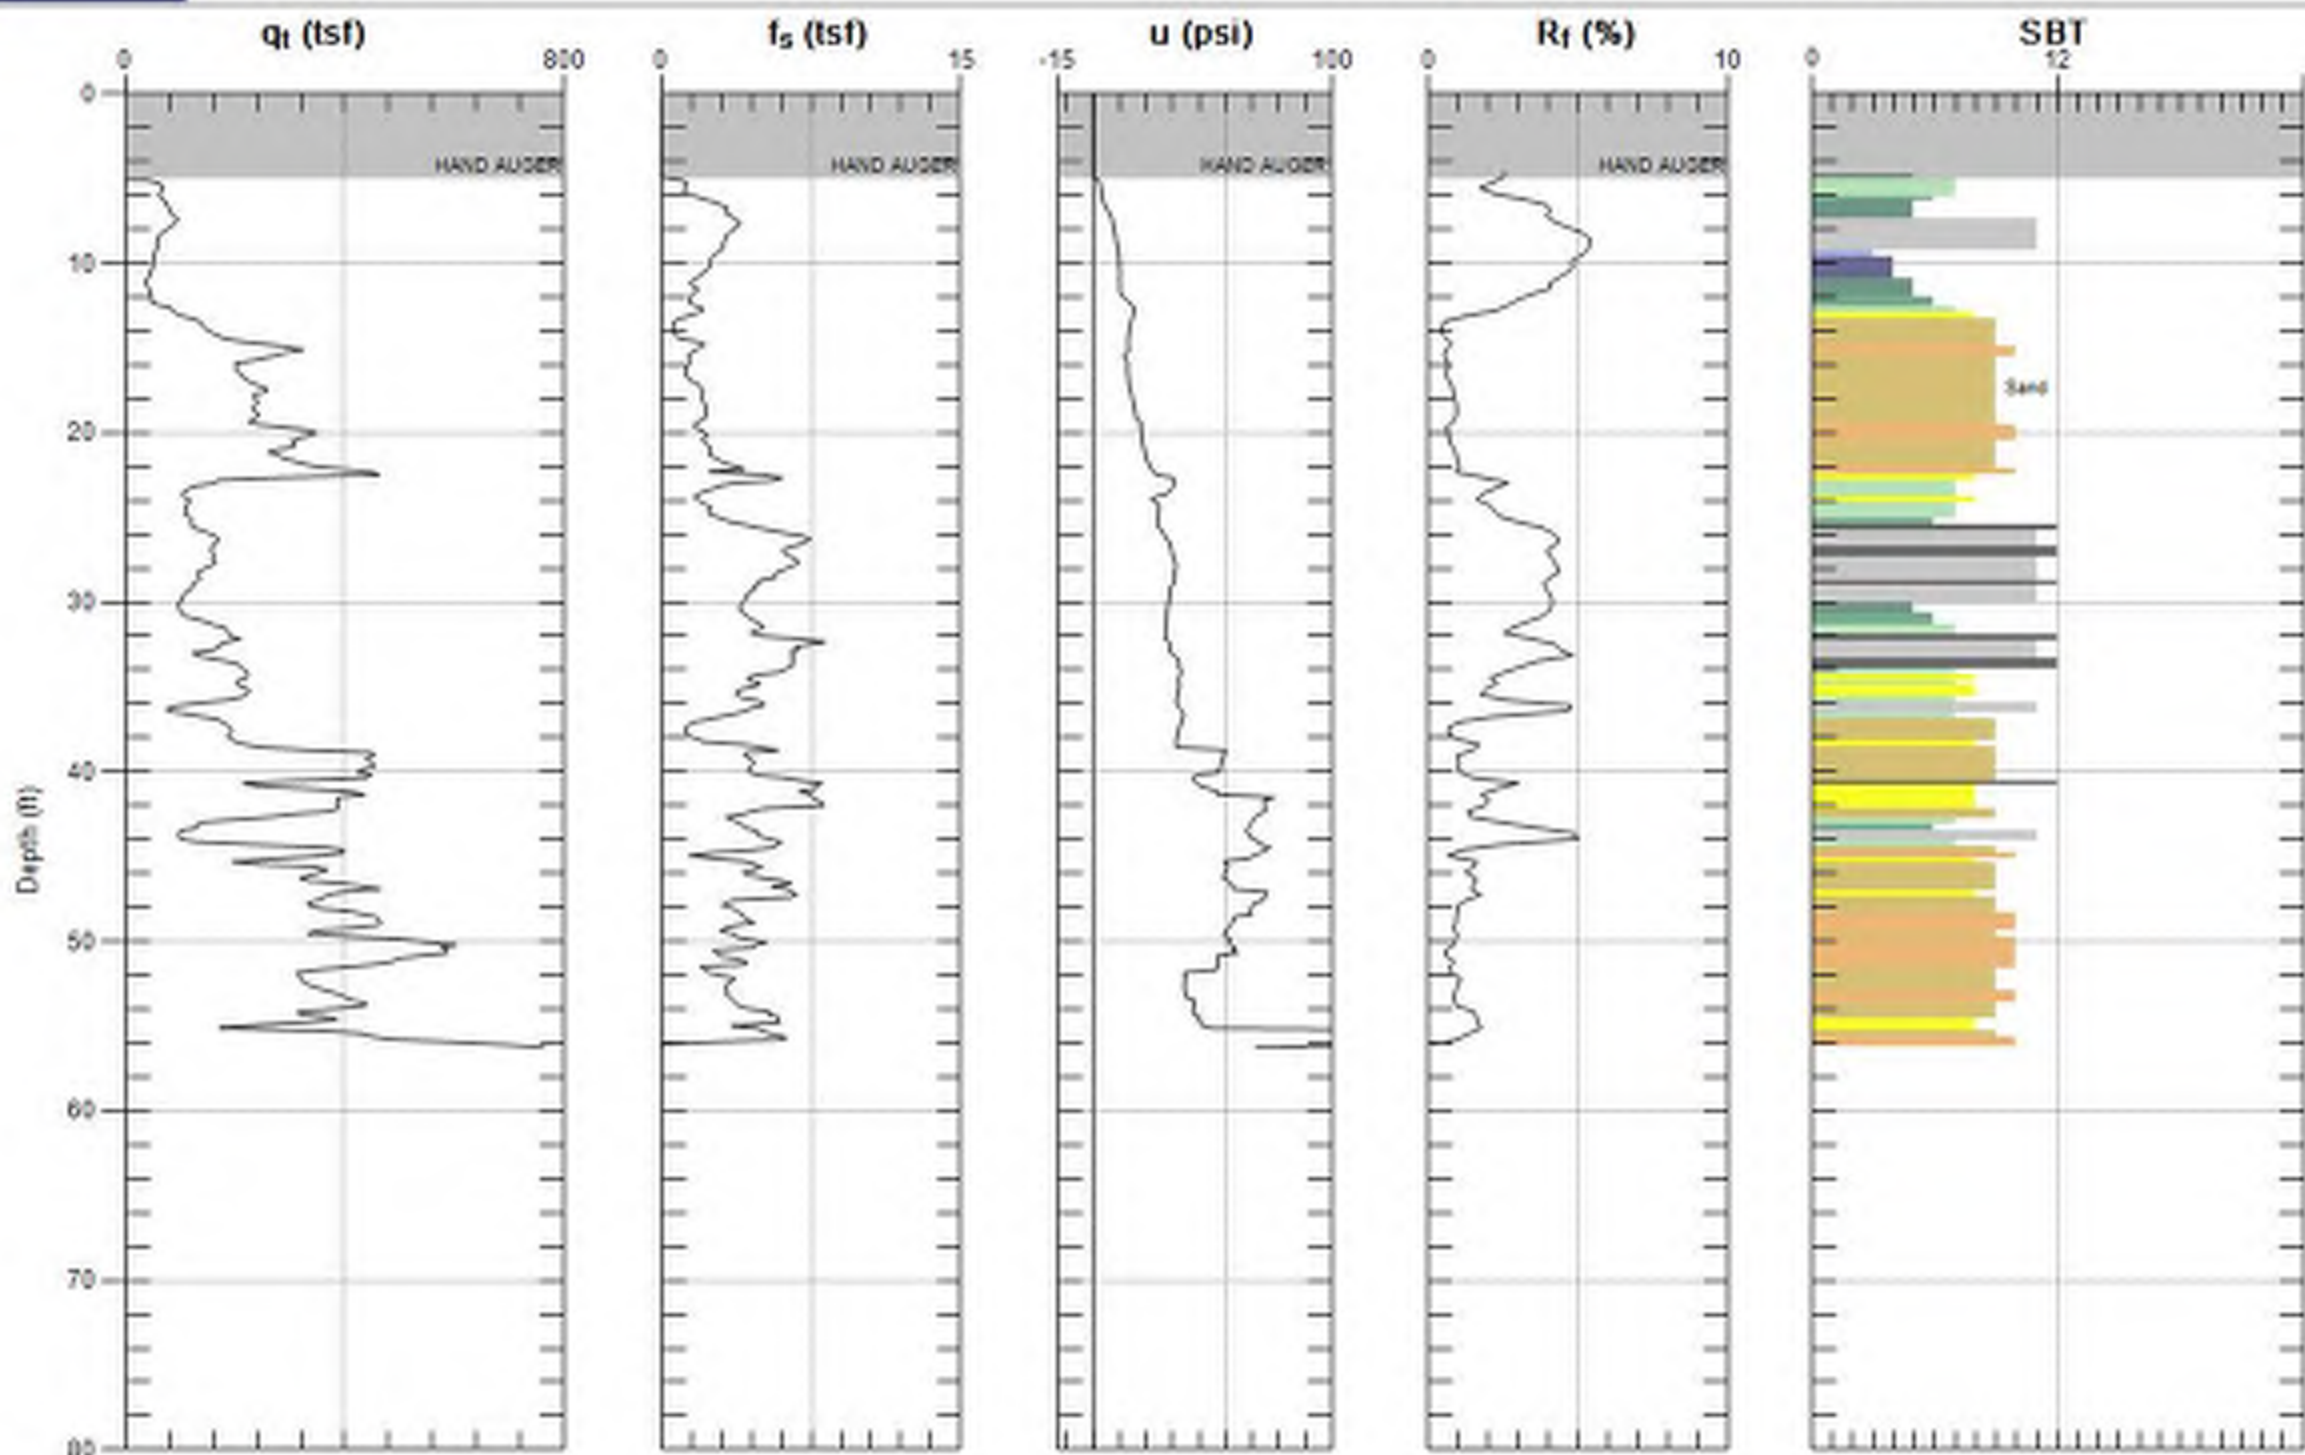 qt (tsf) fs (tsf) u (psi) Rf (%) SBT
0 800 0 15 -15 100 0 10 0 12
0
HAND AUGER HAND AUGER HAND AUGER HAND AUGER
10
Sand
20
30
40
Depth (ft)
50
60
70
80